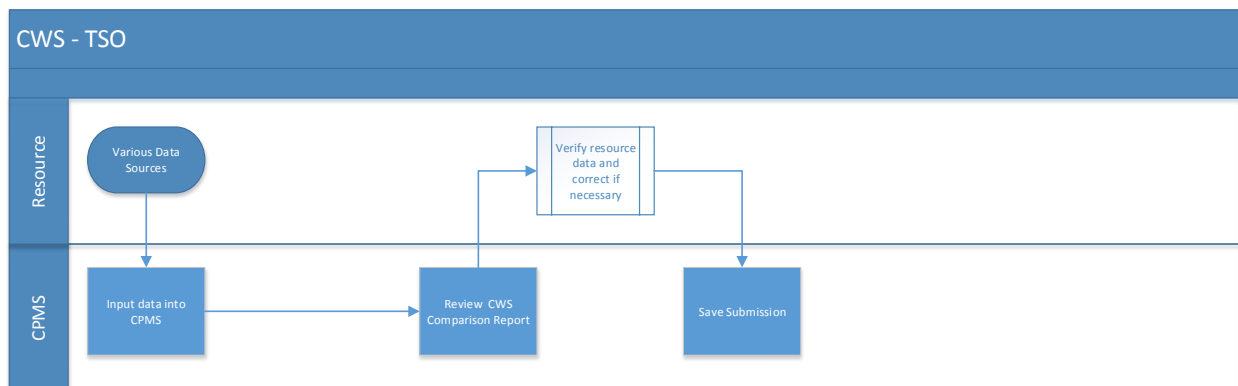 CWS - TSO
Resource
Various Data
Sources
Verify resource
data and
correct if
necessary
CPMS
Input data into
CPMS
Review CWS
Comparison Report
Save Submission